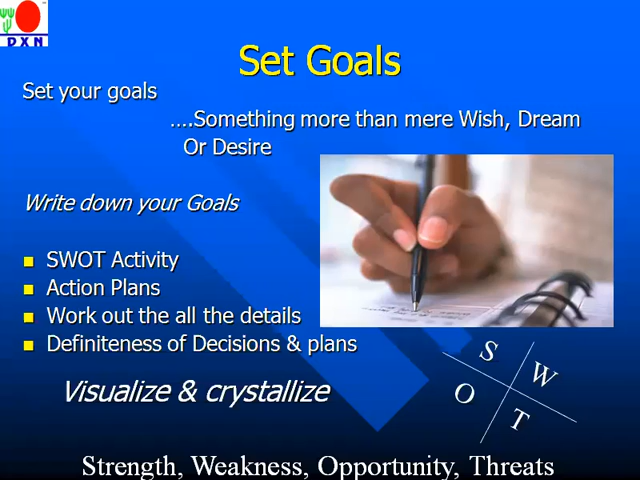 DXN
Set Goals
Set your goals
….Something more than mere Wish, Dream
Or Desire
Write down your Goals
SWOT Activity
Action Plans
Work out the all the details
Definiteness of Decisions & plans
Visualize & crystallize
S
W
O
T
Strength, Weakness, Opportunity, Threats